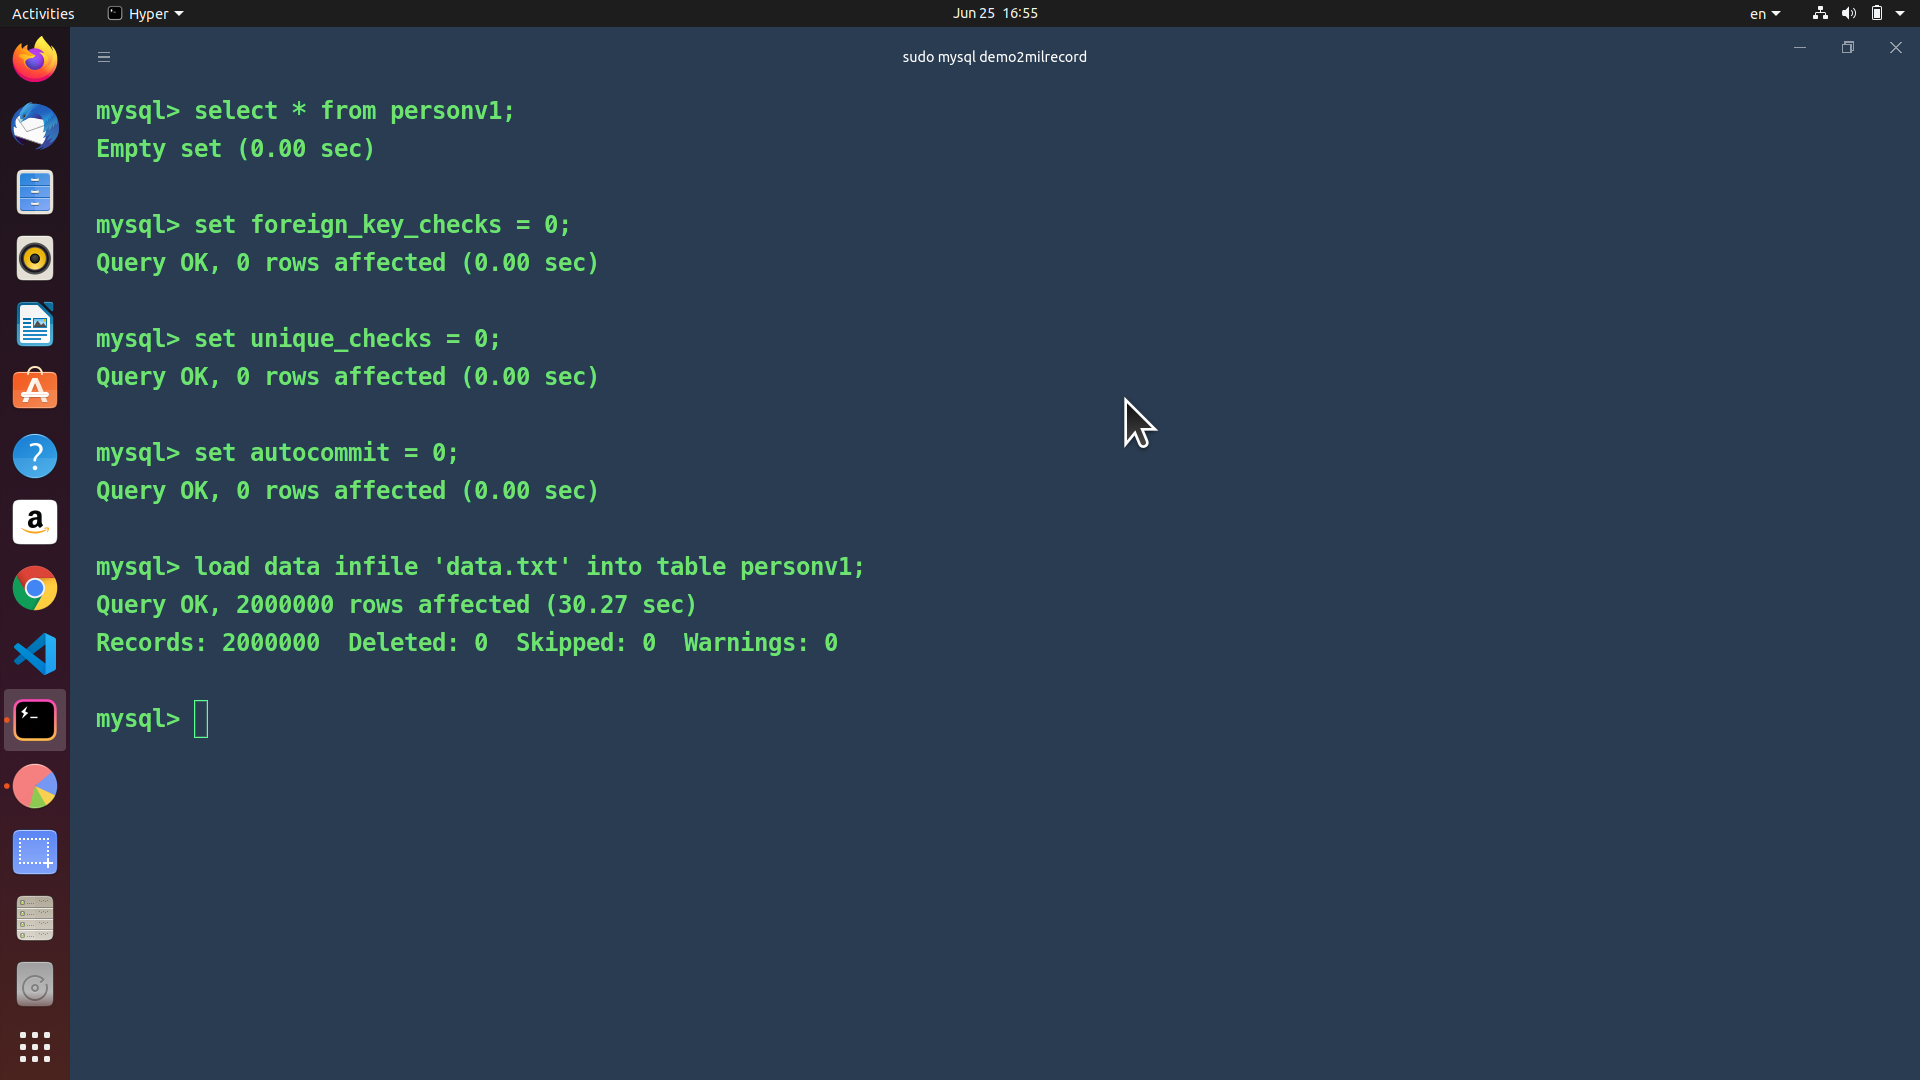 Activities
Hyper
Jun 25 16:55
en
sudo mysql demo2milrecord
mysql> select * from personv1;
Empty set (0.00 sec)
mysql> set foreign_key_checks = 0;
Query OK, 0 rows affected (0.00 sec)
mysql> set unique_checks = 0;
Query OK, 0 rows affected (0.00 sec)
mysql> set autocommit = 0;
Query OK, 0 rows affected (0.00 sec)
mysql> load data infile 'data.txt' into table personv1;
Query OK, 2000000 rows affected (30.27 sec)
Records: 2000000  Deleted: 0  Skipped: 0  Warnings: 0
mysql>